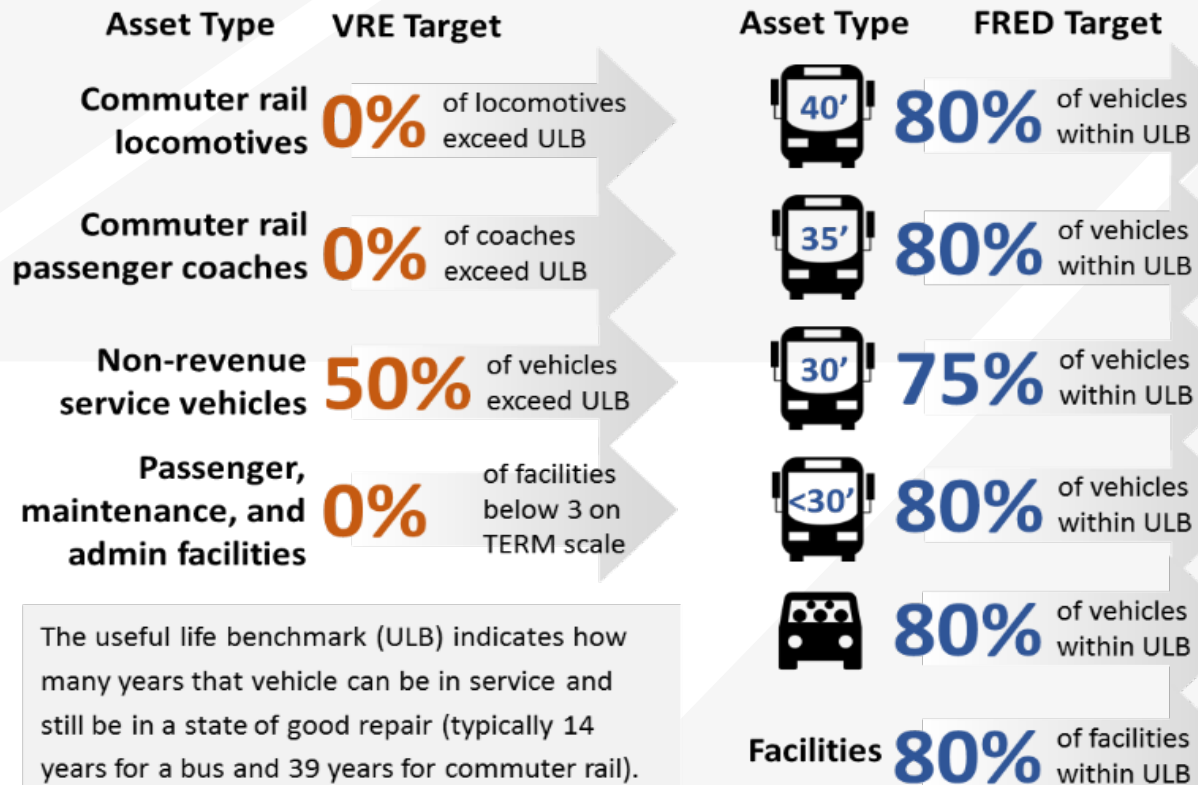 Asset Type VRE Target
Commuter rail
locomotives
0%
of locomotives
exceed ULB
Commuter rail
passenger coaches
0%
of coaches
exceed ULB
Non-revenue
service vehicles
50%
of vehicles
exceed ULB
Passenger,
maintenance, and
admin facilities
0%
of facilities
below 3 on
TERM scale
The useful life benchmark (ULB) indicates how
many years that vehicle can be in service and
still be in a state of good repair (typically 14
years for a bus and 39 years for commuter rail).
Asset Type FRED Target
40’
80%
of vehicles
within ULB
35’
80%
of vehicles
within ULB
30’
75%
of vehicles
within ULB
<30’
80%
of vehicles
within ULB
80%
of vehicles
within ULB
Facilities
80%
of facilities
within ULB